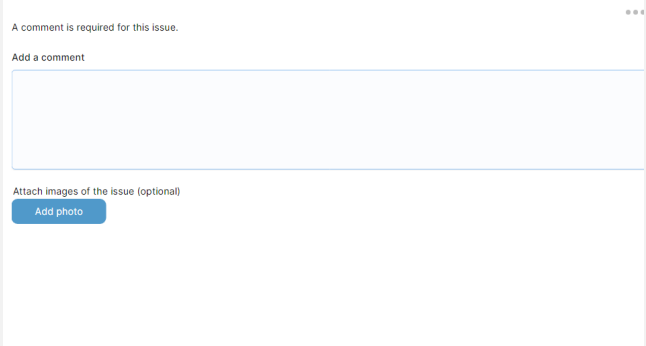 A comment is required for this issue.
Add a comment
Attach images of the issue (optional)
Add photo